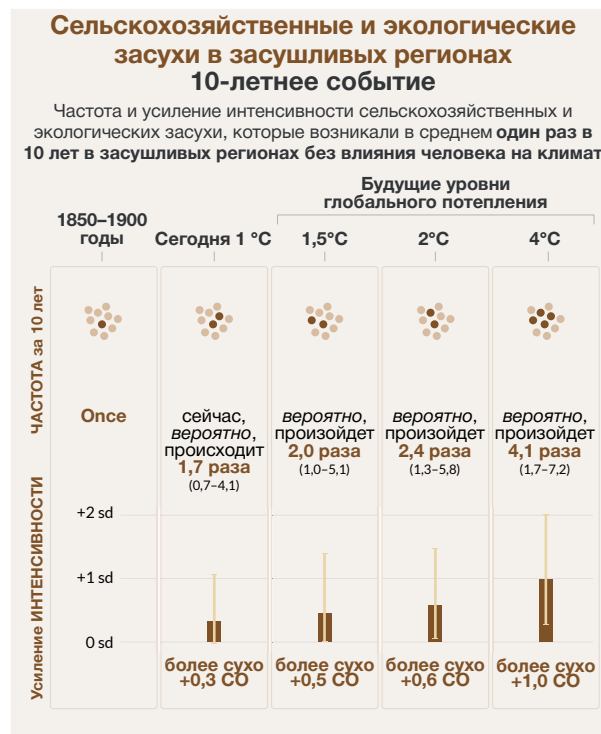 Сельскохозяйственные и экологические
засухи в засушливых регионах
10-летнее событие
Частота и усиление интенсивности сельскохозяйственных и
экологических засухи, которые возникали в среднем один раз в
10 лет в засушливых регионах без влияния человека на климат
Будущие уровни
глобального потепления
1850–1900
годы
Сегодня 1 °C
1,5°C
2°C
4°C
ЧАСТОТА за 10 лет
Once
сейчас,
вероятно,
происходит
1,7 раза
(0,7–4,1)
вероятно,
произойдет
2,0 раза
(1,0–5,1)
вероятно,
произойдет
2,4 раза
(1,3–5,8)
вероятно,
произойдет
4,1 раза
(1,7–7,2)
Усиление ИНТЕНСИВНОСТИ
+2 sd
+1 sd
0 sd
более сухо
+0,3 СО
более сухо
+0,5 СО
более сухо
+0,6 СО
более сухо
+1,0 СО